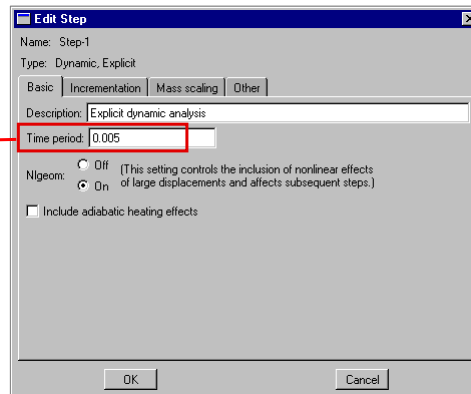 Edit Step
Name: Step-1
Type: Dynamic, Explicit
Basic Incrementation Mass scaling Other
Description: Explicit dynamic analysis
Time period: 0.005
Nlgeom: Off (This setting controls the inclusion of nonlinear effects
On of large displacements and affects subsequent steps.)
Include adiabatic heating effects
OK Cancel